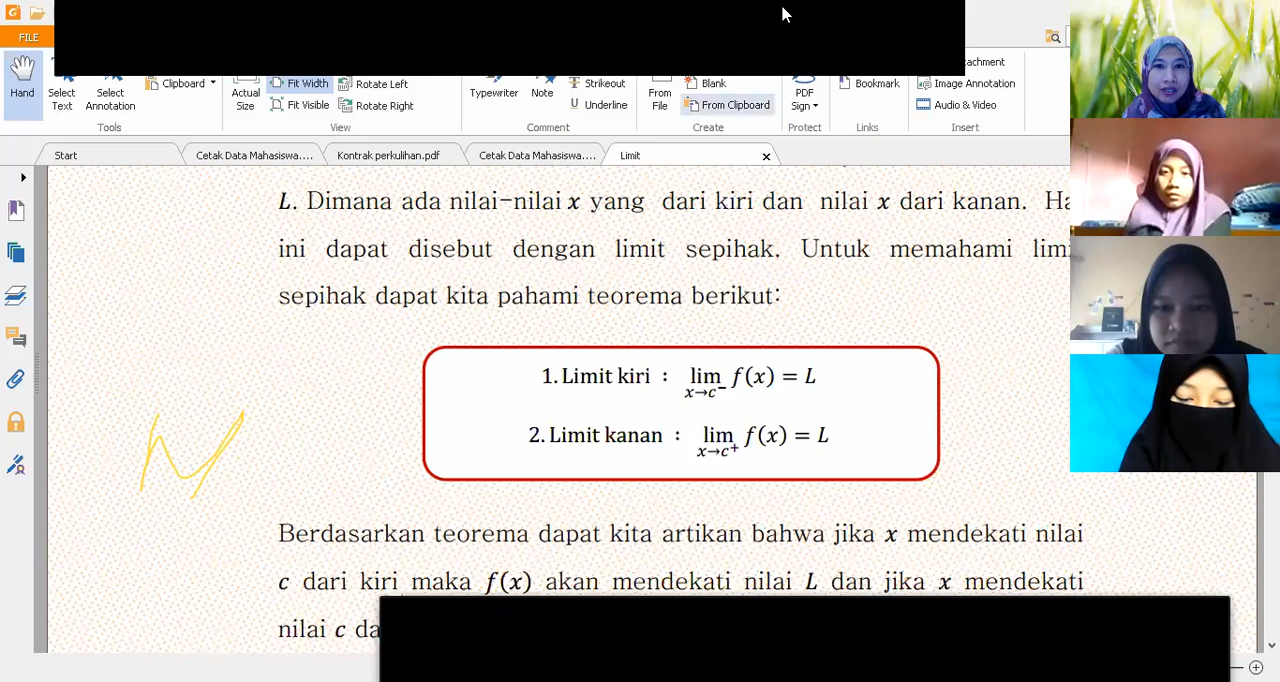 FILE
Hand
Select
Text
Select
Annotation
Clipboard
Tools
Actual
Size
Fit Width
Fit Visible
Rotate Left
Rotate Right
View
Typewriter
Note
Strikeout
Underline
Comment
From
File
Blank
From Clipboard
Create
PDF
Sign
Protect
Bookmark
Links
Image Annotation
Audio & Video
Insert
Start
Cetak Data Mahasiswa....
Kontrak perkulihan.pdf
Cetak Data Mahasiswa....
Limit
L. Dimana ada nilai-nilai x yang dari kiri dan nilai x dari kanan.
ini dapat disebut dengan limit sepihak. Untuk memahami
sepihak dapat kita pahami teorema berikut:
1. Limit kiri : lim x→c⁻ f(x) = L
2. Limit kanan : lim x→c⁺ f(x) = L
Berdasarkan teorema dapat kita artikan bahwa jika x mendekati nilai
c dari kiri maka f(x) akan mendekati nilai L dan jika x mendekati
nilai c